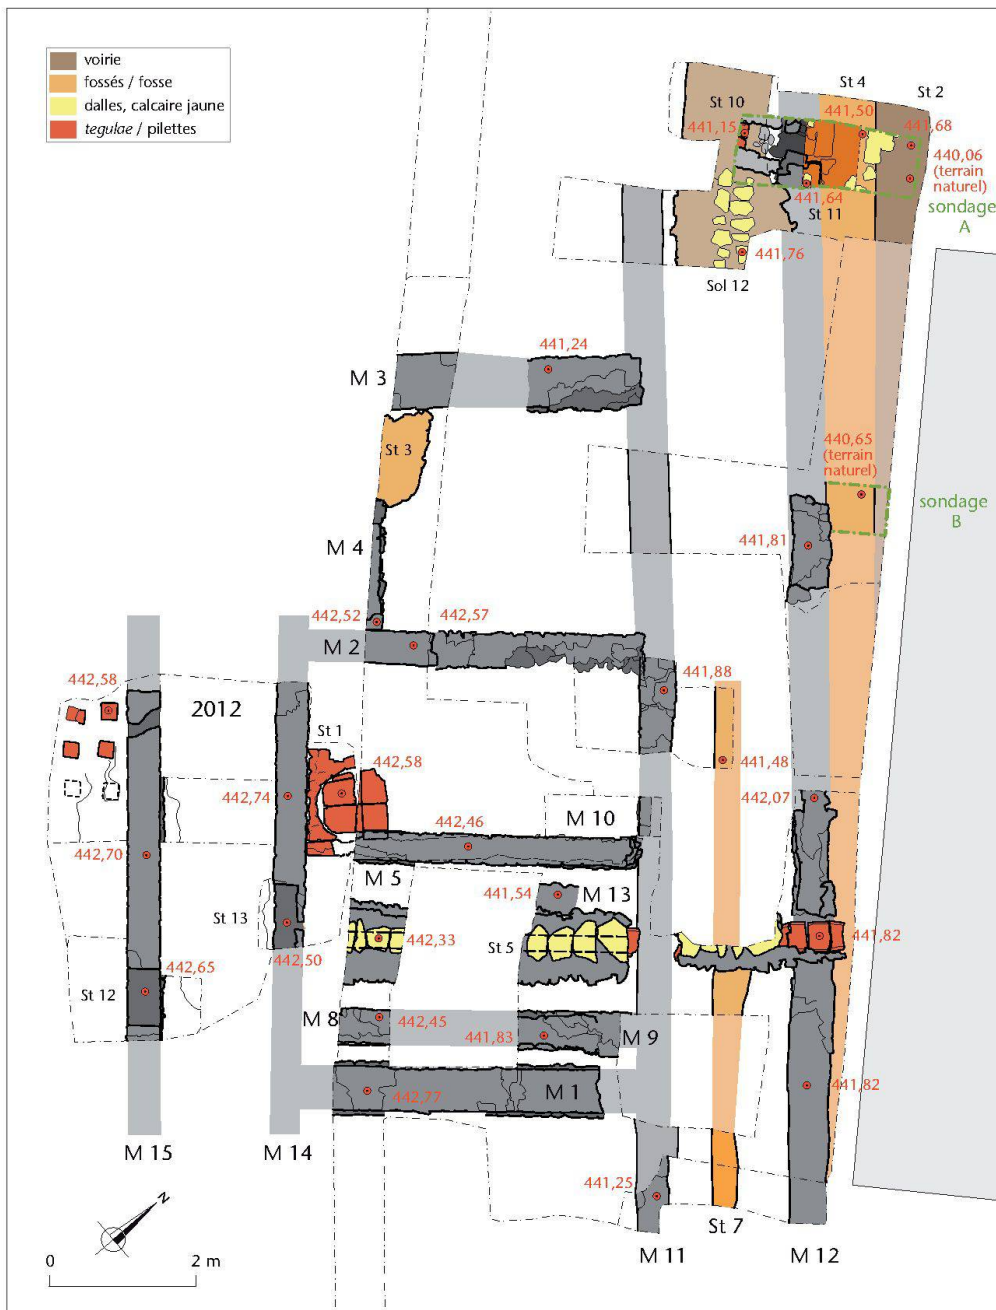 voirie
fossés / fosse
dalles, calcaire jaune
tegulae / pilettes
St 4
St 2
St 10
441,50
441,15
441,68
440,06
(terrain
naturel)
441,64
St 11
sondage
A
441,76
Sol 12
441,24
M 3
St 3
440,65
(terrain
naturel)
sondage
B
M 4
441,81
442,52
442,57
M 2
442,58
441,88
2012
St 1
442,58
441,48
442,74
442,07
442,46
M 10
442,70
M 5
441,54
M 13
St 13
442,33
St 5
441,82
442,50
442,65
St 12
M 8
442,45
441,83
M 9
442,77
M 1
441,82
M 15
M 14
441,25
N
St 7
0
2 m
M 11
M 12